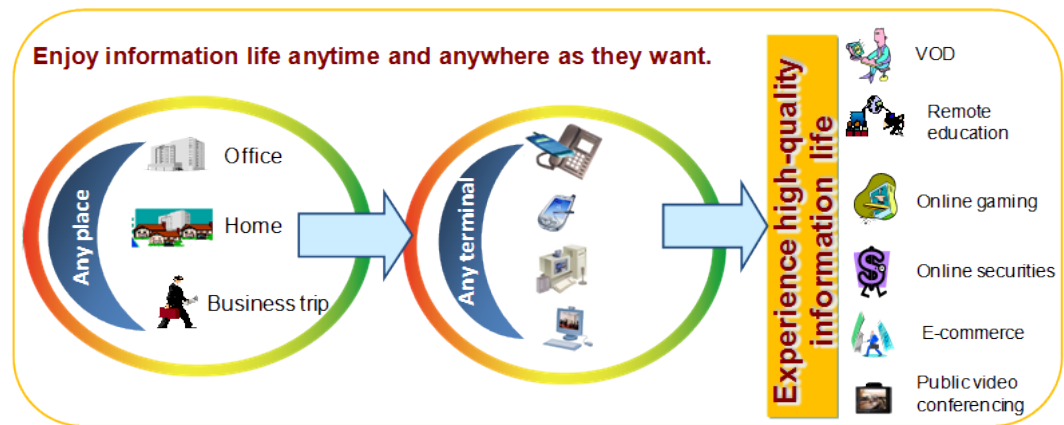 Enjoy information life anytime and anywhere as they want.
Any place
Office
Home
Business trip
Any terminal
Experience high-quality
information life
VOD
Remote
education
Online gaming
Online securities
E-commerce
Public video
conferencing